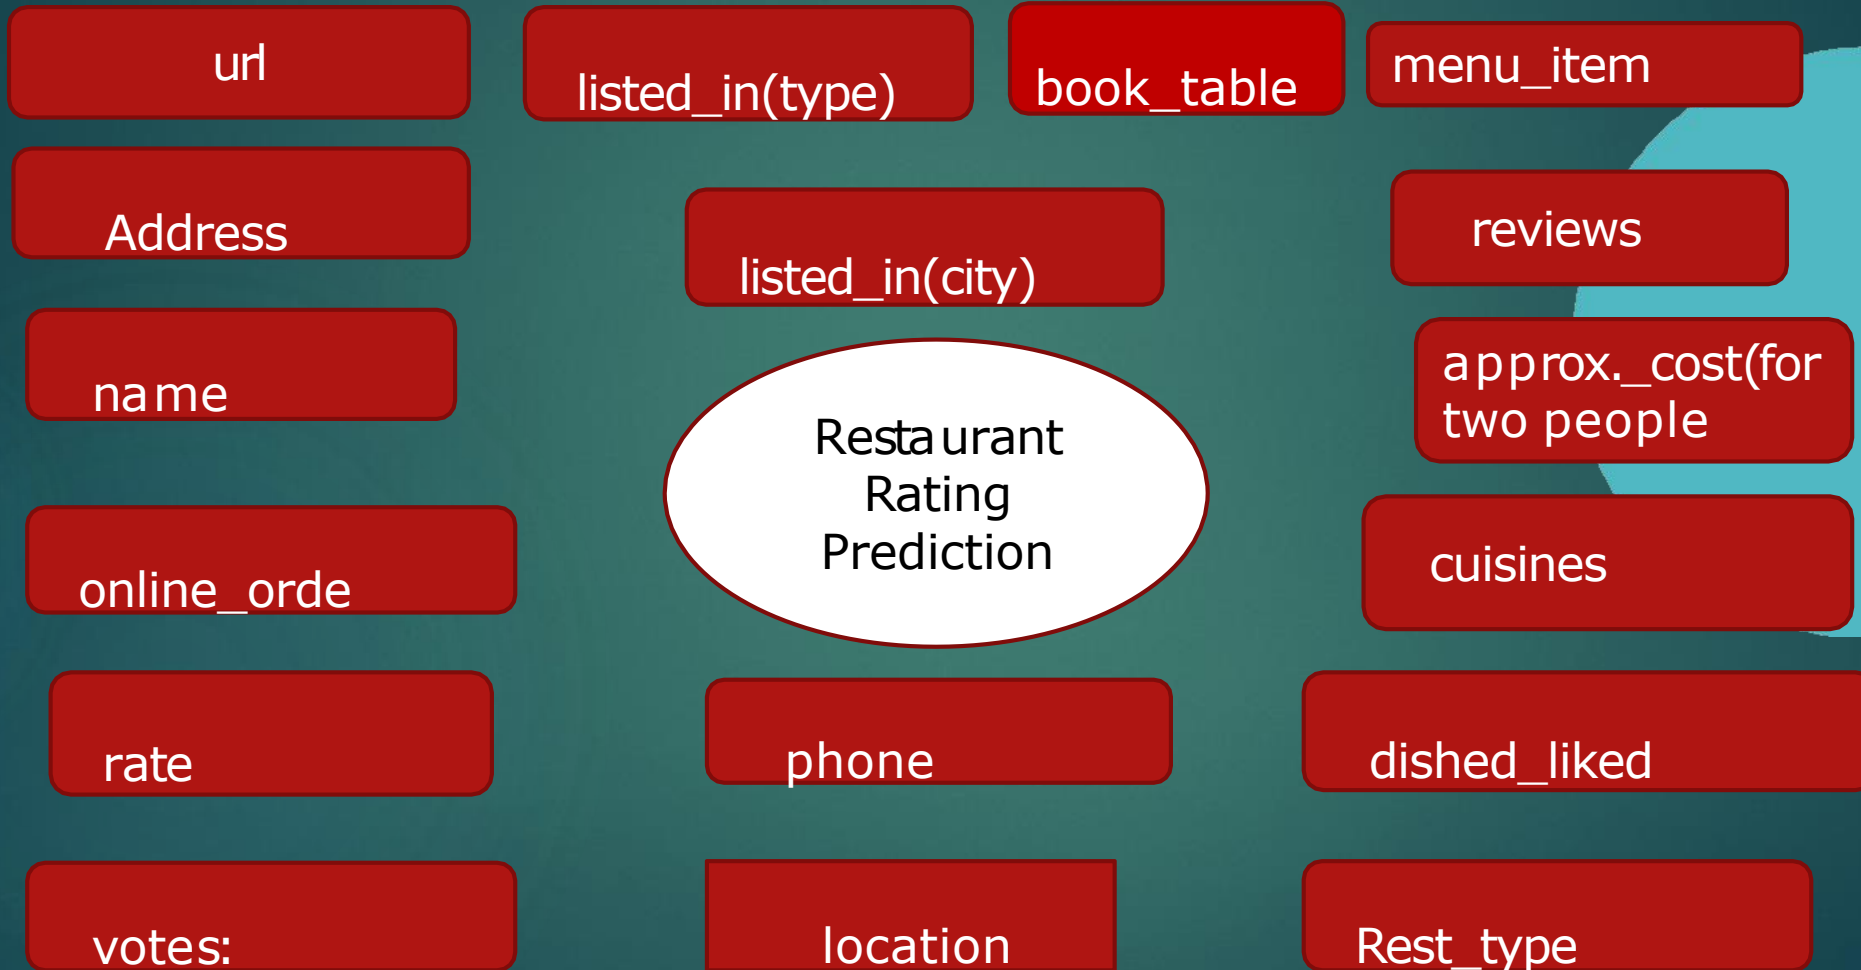 url
listed_in(type)
book_table
menu_item
Address
listed_in(city)
reviews
name
approx._cost(for
two people
Restaurant
Rating
Prediction
online_orde
cuisines
rate
phone
dished_liked
votes:
location
Rest_type